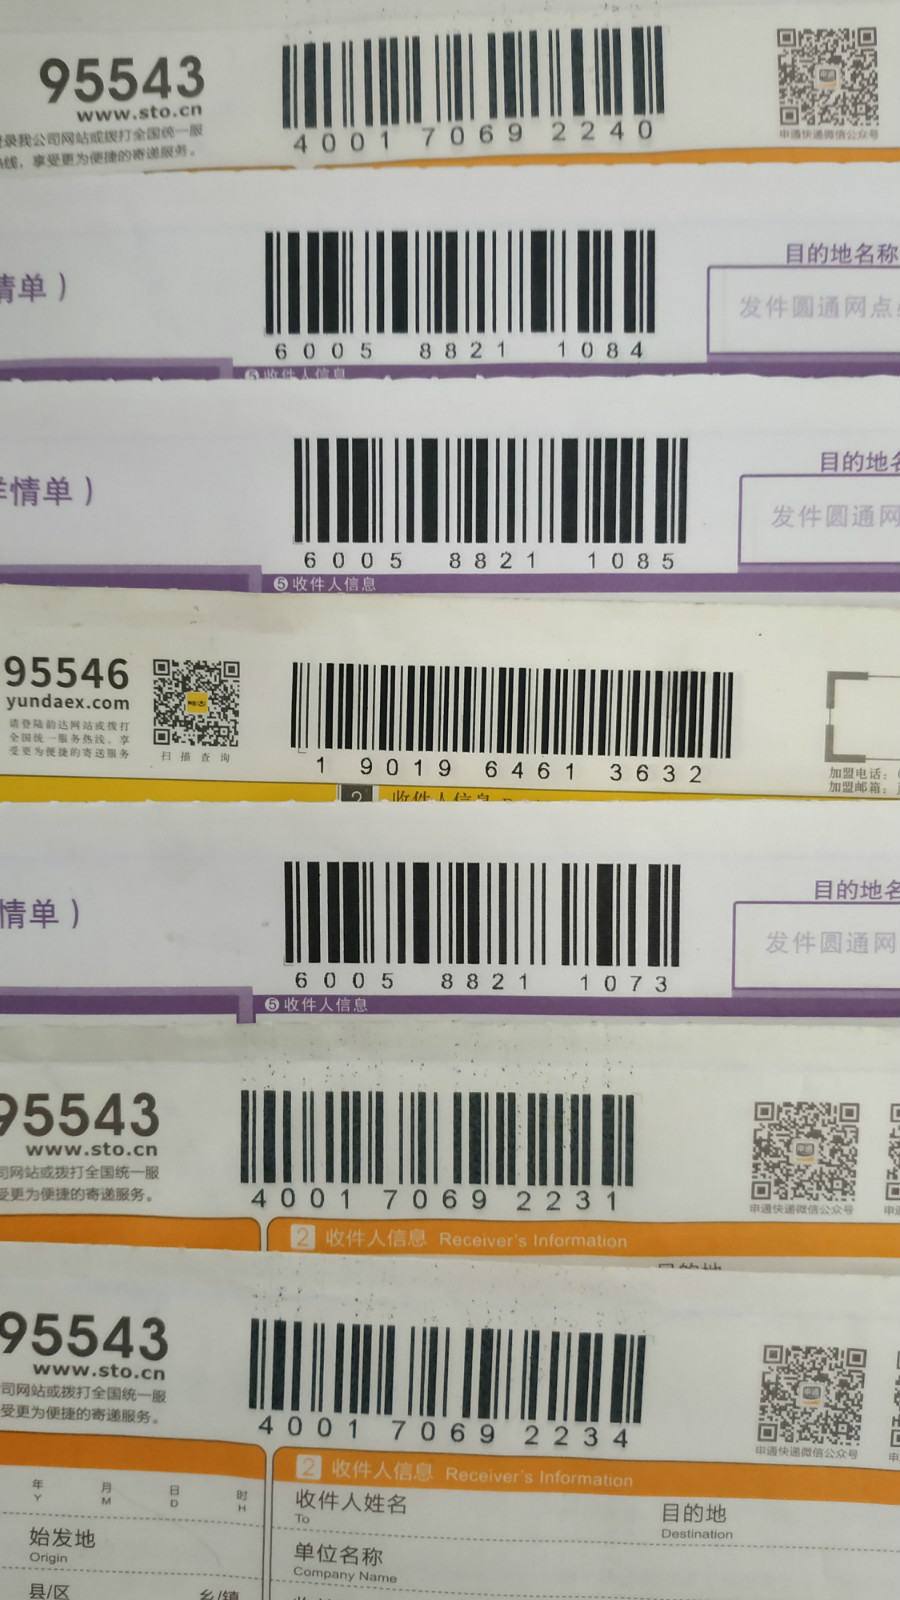 县/区
乡/镇
始发地
Origin
年 月 日 时
Y M D H
收件人姓名
To
单位名称
Company Name
目的地
Destination
2 收件人信息 Receiver's Information
95543
www.sto.cn
司网站或拨打全国统一服
受更为便捷的寄递服务。
4001 7069 2234
申通快递微信公众号
2 收件人信息 Receiver's Information
95543
www.sto.cn
司网站或拨打全国统一服
受更为便捷的寄递服务。
4001 7069 2231
申通快递微信公众号
情单)
⑤收件人信息
6005 8821 1073
目的地名
发件圆通网
95546
yundaex.com
请登陆韵达网站或拨打
全国统一服务热线,享
受更为便捷的寄送服务
扫描查询
2
1 9019 6461 3632
加盟电话:
加盟邮箱:
详情单)
⑤收件人信息
6005 8821 1085
目的地名
发件圆通网
情单)
⑤收件人信息
6005 8821 1084
目的地名称
发件圆通网点
95543
www.sto.cn
登录我公司网站或拨打全国统一服
热线,享受更为便捷的寄递服务。
4001 7069 2240
申通快递微信公众号